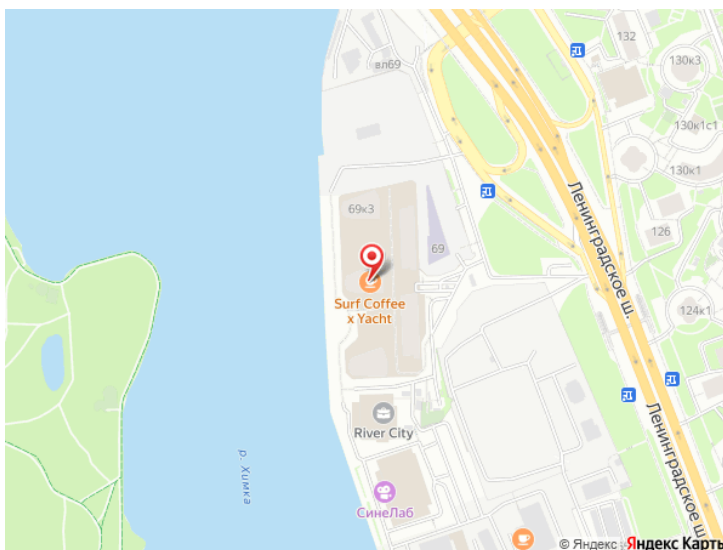 132
130к3
вл69
130к1с1
130к1
Ленинградское ш.
69к3
126
69
Surf Coffee
x Yacht
124к1
River City
Ленинградское ш.
р. Химка
СинеЛаб
© Яндекс Яндекс Карты